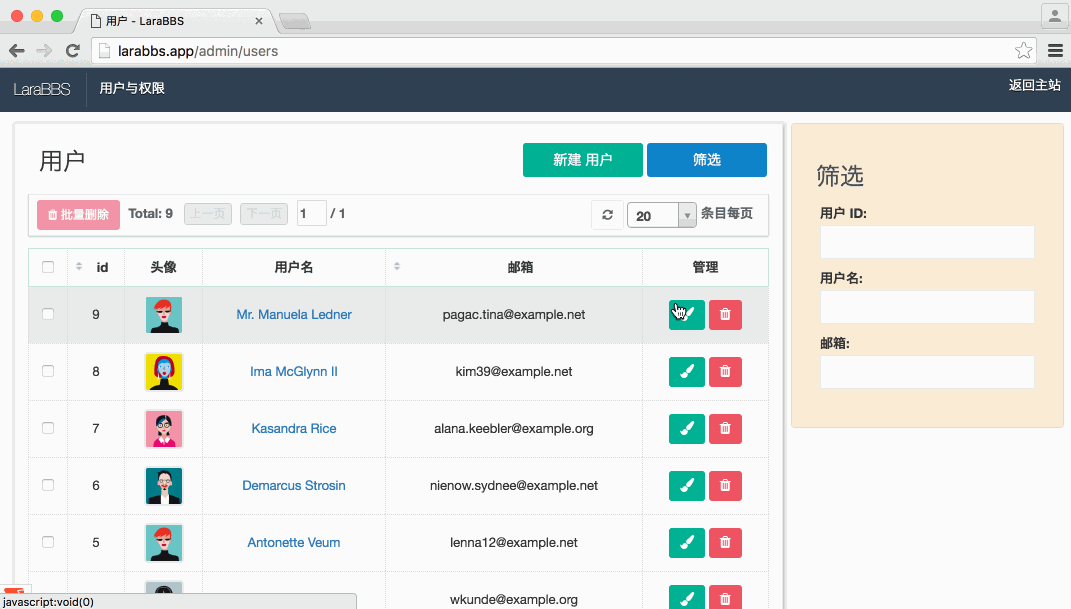 用户 - LaraBBS
larabbs.app/admin/users
LaraBBS 用户与权限 返回主站
用户 新建 用户 筛选
批量删除 Total: 9 上一页 下一页 1 / 1 20 条目每页
id 头像 用户名 邮箱 管理
9 Mr. Manuela Ledner pagac.tina@example.net
8 Ima McGlynn II kim39@example.net
7 Kasandra Rice alana.keebler@example.org
6 Demarcus Strosin nienow.sydnee@example.net
5 Antonette Veum lenna12@example.net
wkunde@example.org
javascript:void(0)
筛选
用户 ID:
用户名:
邮箱: